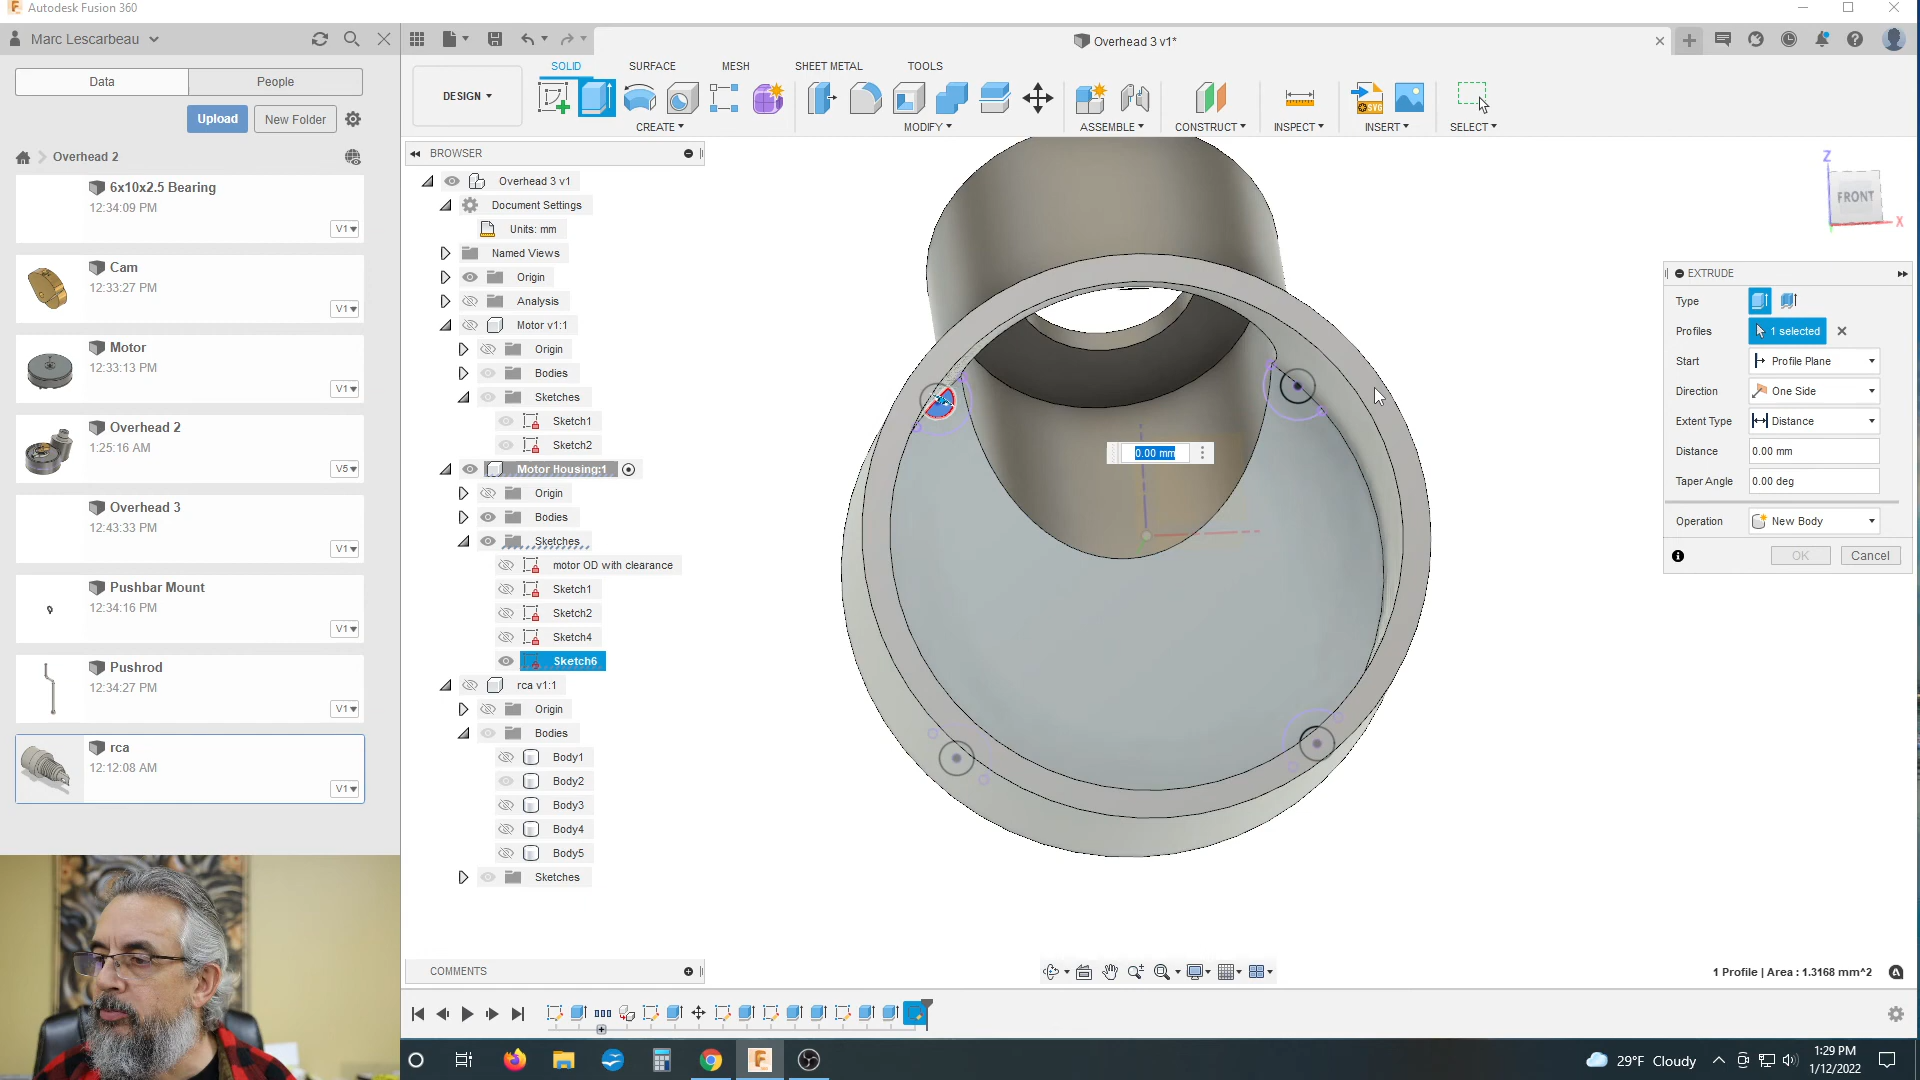 Autodesk Fusion 360
Marc Lescarbeau
Data
People
Upload
New Folder
Overhead 2
6x10x2.5 Bearing
12:34:09 PM
V1
Cam
12:33:27 PM
V1
Motor
12:33:13 PM
V1
Overhead 2
1:25:16 AM
V5
Overhead 3
12:43:33 PM
V1
Pushbar Mount
12:34:16 PM
V1
Pushrod
12:34:27 PM
V1
rca
12:12:08 AM
V1
Overhead 3 v1*
SOLID
SURFACE
MESH
SHEET METAL
TOOLS
DESIGN
CREATE
MODIFY
ASSEMBLE
CONSTRUCT
INSPECT
INSERT
SELECT
BROWSER
Overhead 3 v1
Document Settings
Units: mm
Named Views
Origin
Analysis
Motor v1:1
Origin
Bodies
Sketches
Sketch1
Sketch2
Motor Housing:1
Origin
Bodies
Sketches
motor OD with clearance
Sketch1
Sketch2
Sketch4
Sketch6
rca v1:1
Origin
Bodies
Body1
Body2
Body3
Body4
Body5
Sketches
0.00 mm
Z
FRONT
X
EXTRUDE
Type
Profiles
1 selected
Start
Profile Plane
Direction
One Side
Extent Type
Distance
Distance
0.00 mm
Taper Angle
0.00 deg
Operation
New Body
OK
Cancel
COMMENTS
1 Profile | Area : 1.3168 mm^2
29°F Cloudy
1:29 PM
1/12/2022